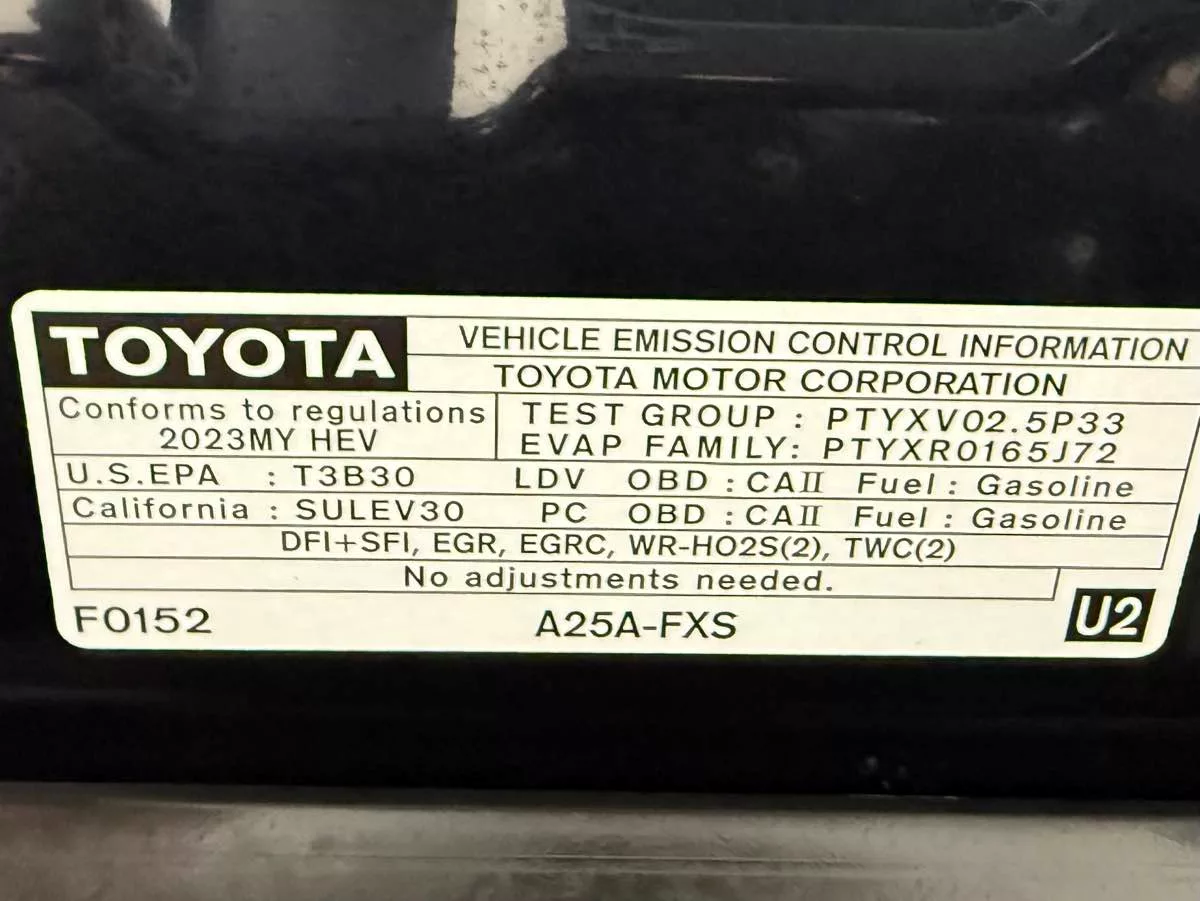 TOYOTA
VEHICLE EMISSION CONTROL INFORMATION
TOYOTA MOTOR CORPORATION
Conforms to regulations
2023MY HEV
TEST GROUP : PTYXV02.5P33
EVAP FAMILY: PTYXR0165J72
U.S.EPA : T3B30 LDV OBD : CAII Fuel : Gasoline
California : SULEV30 PC OBD : CAII Fuel : Gasoline
DFI+SFI, EGR, EGRC, WR-HO2S(2), TWC(2)
No adjustments needed.
F0152 A25A-FXS U2